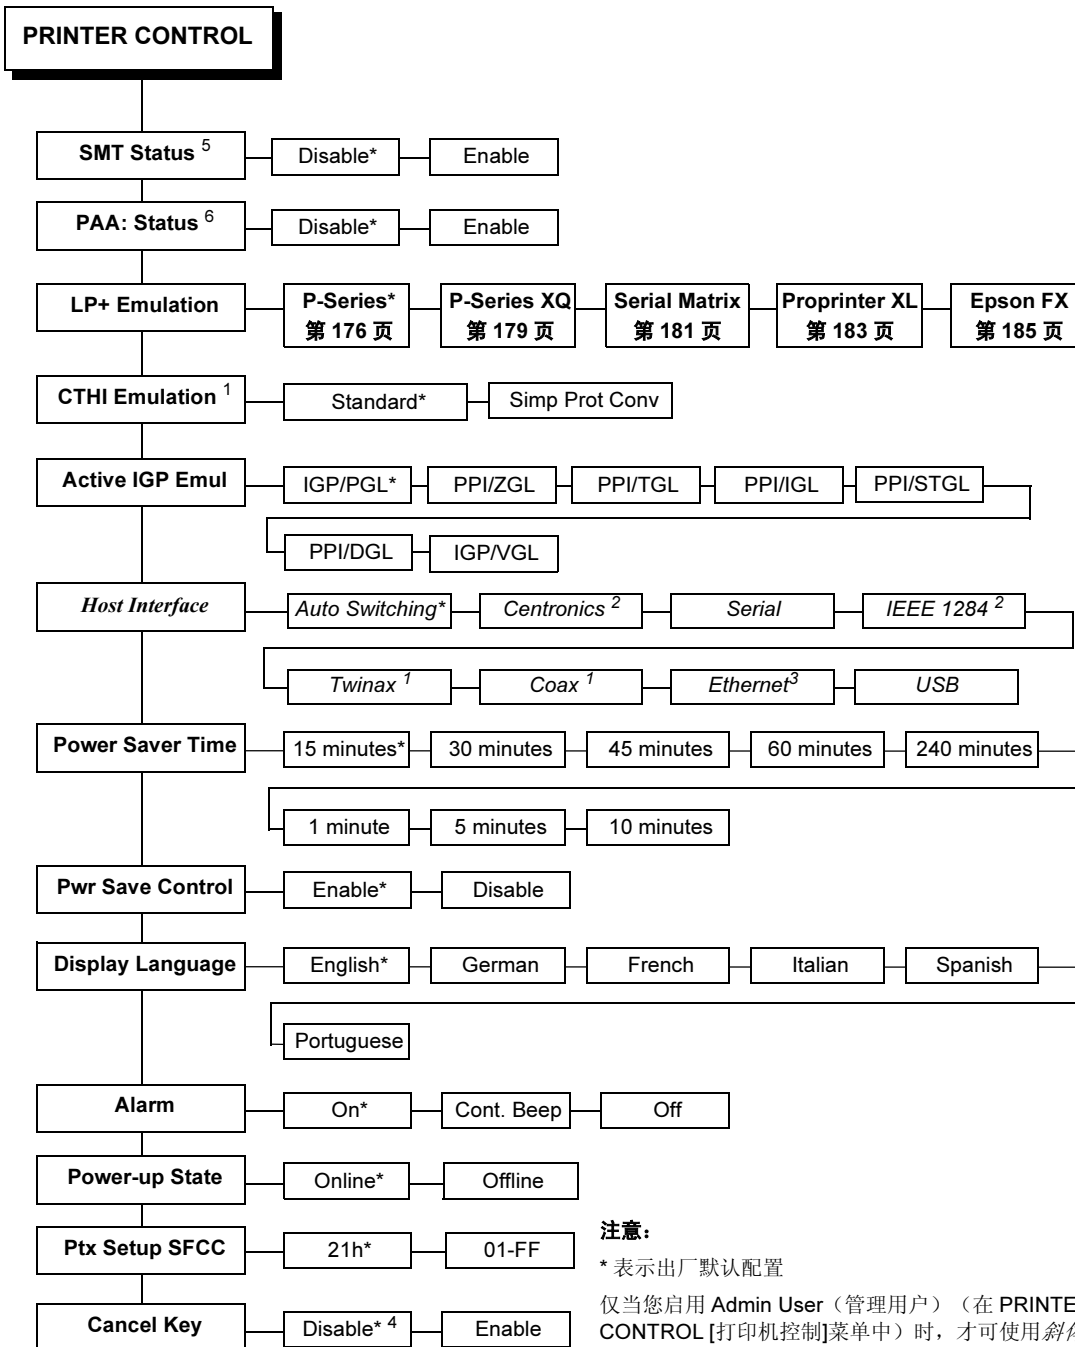 PRINTER CONTROL
SMT Status 5 Disable* Enable
PAA: Status 6 Disable* Enable
LP+ Emulation P-Series* P-Series XQ Serial Matrix Proprinter XL Epson FX
第 176 页 第 179 页 第 181 页 第 183 页 第 185 页
CTHI Emulation 1 Standard* Simp Prot Conv
Active IGP Emul IGP/PGL* PPI/ZGL PPI/TGL PPI/IGL PPI/STGL
PPI/DGL IGP/VGL
Host Interface Auto Switching* Centronics 2 Serial IEEE 1284 2
Twinax 1 Coax 1 Ethernet3 USB
Power Saver Time 15 minutes* 30 minutes 45 minutes 60 minutes 240 minutes
1 minute 5 minutes 10 minutes
Pwr Save Control Enable* Disable
Display Language English* German French Italian Spanish
Portuguese
Alarm On* Cont. Beep Off
Power-up State Online* Offline
Ptx Setup SFCC 21h* 01-FF
Cancel Key Disable* 4 Enable
注意：
* 表示出厂默认配置
仅当您启用 Admin User（管理用户）（在 PRINTE
CONTROL [打印机控制]菜单中）时，才可使用斜体